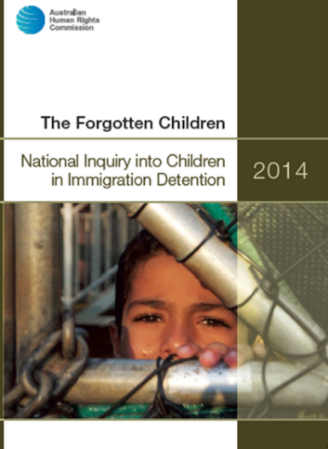 Australian
Human Rights
Commission
The Forgotten Children
National Inquiry into Children
in Immigration Detention
2014